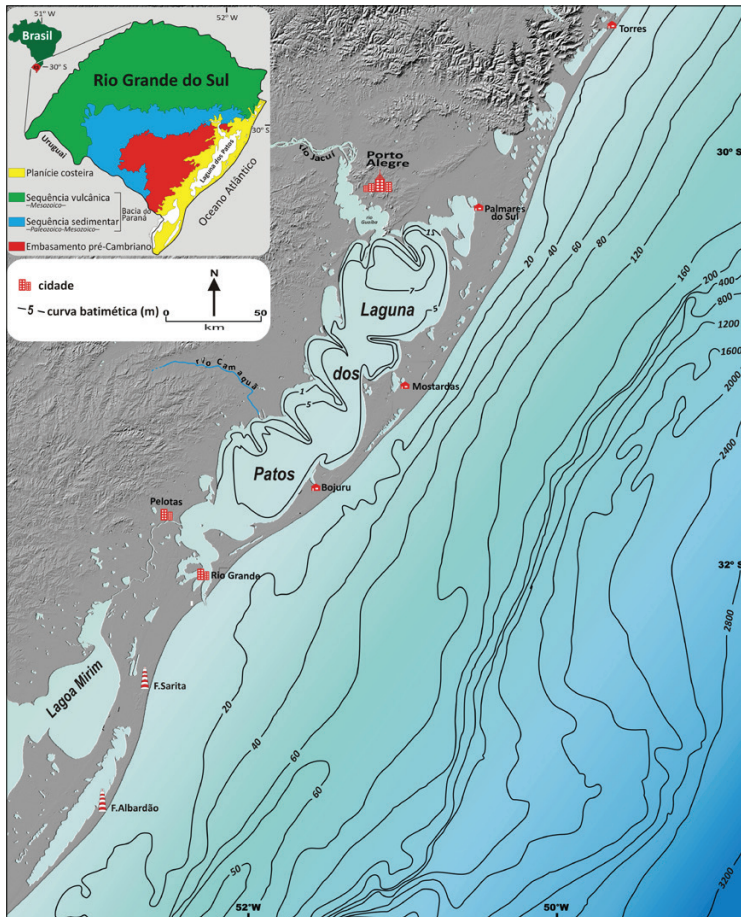 51° W
52° W
Brasil
30° S
Rio Grande do Sul
Uruguai
30° S
Laguna dos Patos
Oceano Atlântico
Planície costeira
Sequência vulcânica
-Mesozoico-
Sequência sedimentar
-Paleozoico-Mesozoico-
Bacia do
Paraná
Embasamento pré-Cambriano
cidade
-5- curva batimética (m)
N
0
50
km
Torres
rio Jacuí
Porto
Alegre
30° S
Palmares
do Sul
15
7
5
Laguna
dos
Patos
20
40
60
80
120
160
200
400
800
1200
1600
2000
2400
rio Camaquã
1
5
Mostardas
Bojuru
Pelotas
Rio Grande
32° S
2800
Lagoa Mirim
F.Sarita
F.Albardão
20
40
60
60
50
3200
52°W
50°W